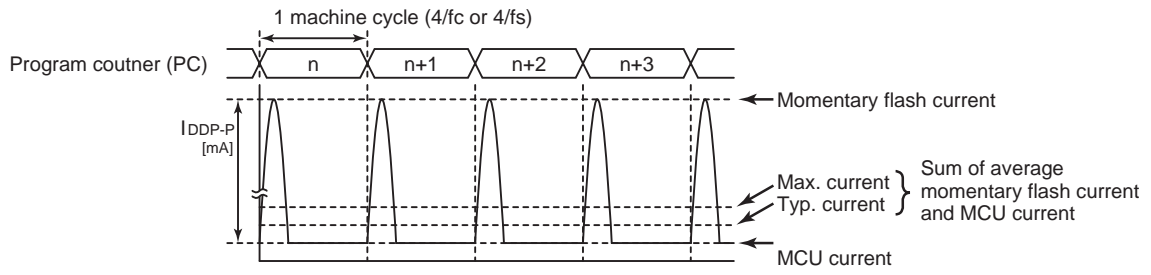 1 machine cycle (4/fc or 4/fs)
Program coutner (PC)
n
n+1
n+2
n+3
Momentary flash current
I DDP-P
[mA]
Max. current
Typ. current
Sum of average
momentary flash current
and MCU current
MCU current